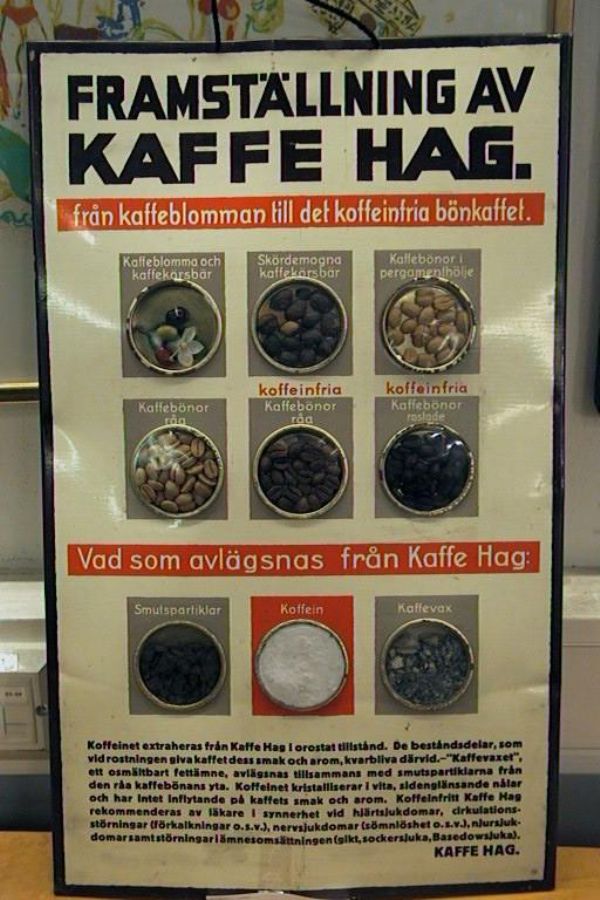 FRAMSTÄLLNING AV
KAFFE HAG.
från kaffeblomman till det koffeinfria bönkaffet.
Kaffeblomma och
kaffekörsbär
Skördemogna
kaffekörsbär
Kaffebönor i
pergamenthölje
Kaffebönor
råa
koffeinfria
Kaffebönor
råa
koffeinfria
Kaffebönor
rostade
Vad som avlägsnas från Kaffe Hag:
Smutspartiklar
Koffein
Kaffevax
Koffeinet extraheras från Kaffe Hag i orostat tillstånd. De beståndsdelar, som
vid rostningen giva kaffet dess smak och arom, kvarbliva därvid.-"Kaffevaxet",
ett osmältbart fettämne, avlägsnas tillsammans med smutspartiklarna från
den råa kaffebönans yta. Koffeinet kristalliserar i vita, sidenglänsande nålar
och har intet inflytande på kaffets smak och arom. Koffeinfritt Kaffe Hag
rekommenderas av läkare i synnerhet vid hjärtsjukdomar, cirkulations-
störningar (förkalkningar o.s.v.), nervsjukdomar (sömnlöshet o.s.v.), njursjuk-
domar samt störningar i ämnesomsättningen (gikt, sockersjuka, Basedowsjuka).
KAFFE HAG.